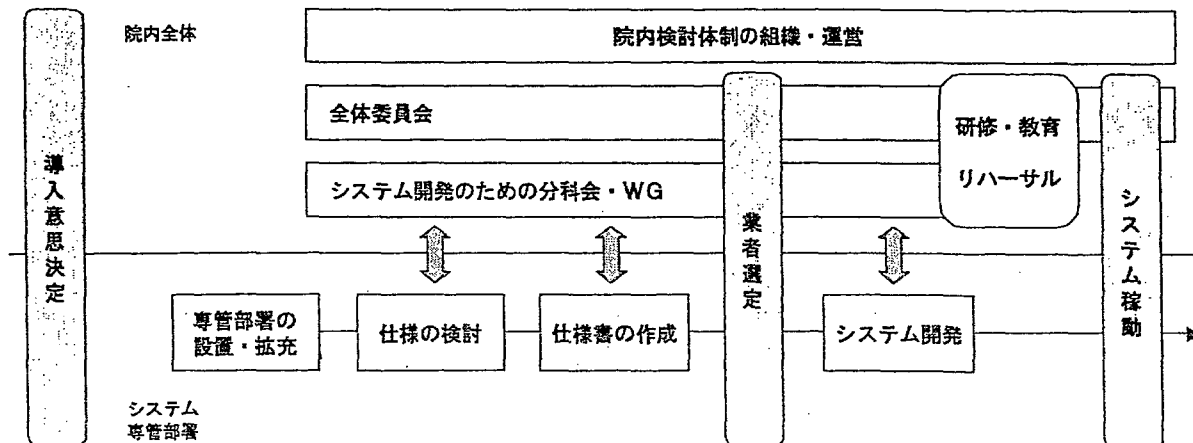 院内全体
院内検討体制の組織・運営
全体委員会
研修・教育
リハーサル
システム開発のための分科会・WG
導入意思決定
業者選定
システム稼動
専管部署の
設置・拡充
仕様の検討
仕様書の作成
システム開発
システム
専管部署